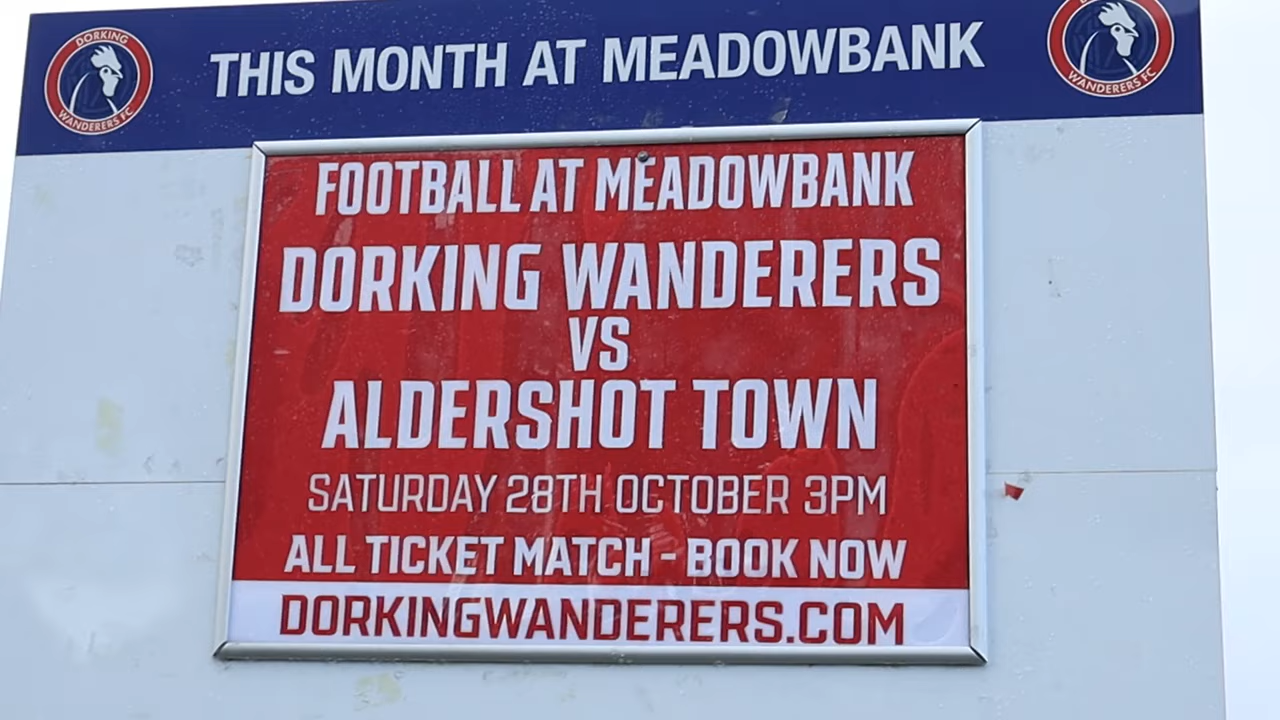 THIS MONTH AT MEADOWBANK
DORKING
WANDERERS FC
WANDERERS FC
FOOTBALL AT MEADOWBANK
DORKING WANDERERS
VS
ALDERSHOT TOWN
SATURDAY 28TH OCTOBER 3PM
ALL TICKET MATCH - BOOK NOW
DORKINGWANDERERS.COM